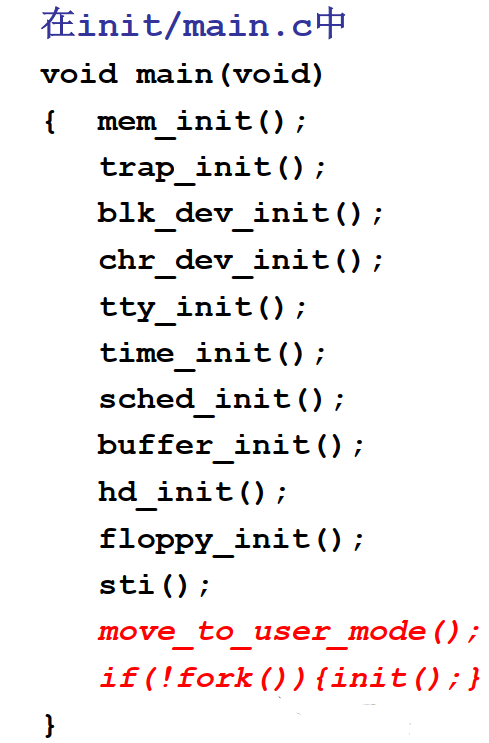 在init/main.c中
void main(void)
{  mem_init();
   trap_init();
   blk_dev_init();
   chr_dev_init();
   tty_init();
   time_init();
   sched_init();
   buffer_init();
   hd_init();
   floppy_init();
   sti();
   move_to_user_mode();
   if(!fork()){init();}
}